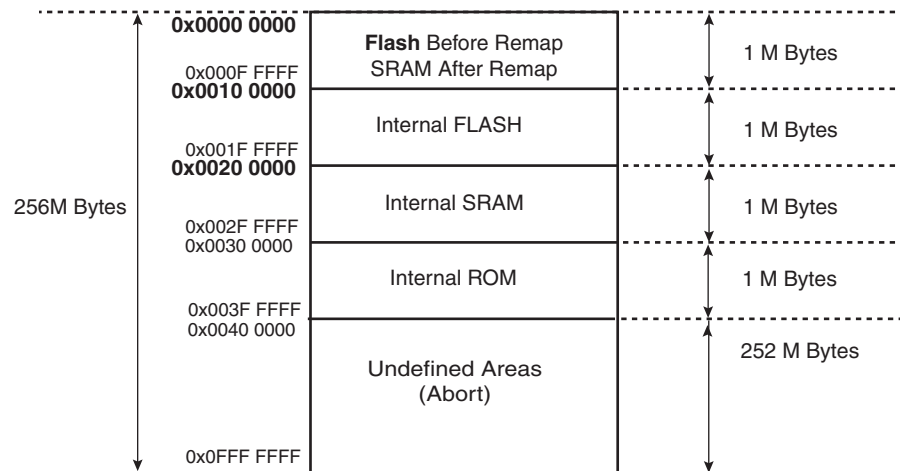 0x0000 0000
Flash Before Remap
SRAM After Remap
1 M Bytes
0x000F FFFF
0x0010 0000
Internal FLASH
1 M Bytes
0x001F FFFF
0x0020 0000
256M Bytes
Internal SRAM
1 M Bytes
0x002F FFFF
0x0030 0000
Internal ROM
1 M Bytes
0x003F FFFF
0x0040 0000
252 M Bytes
Undefined Areas
(Abort)
0x0FFF FFFF